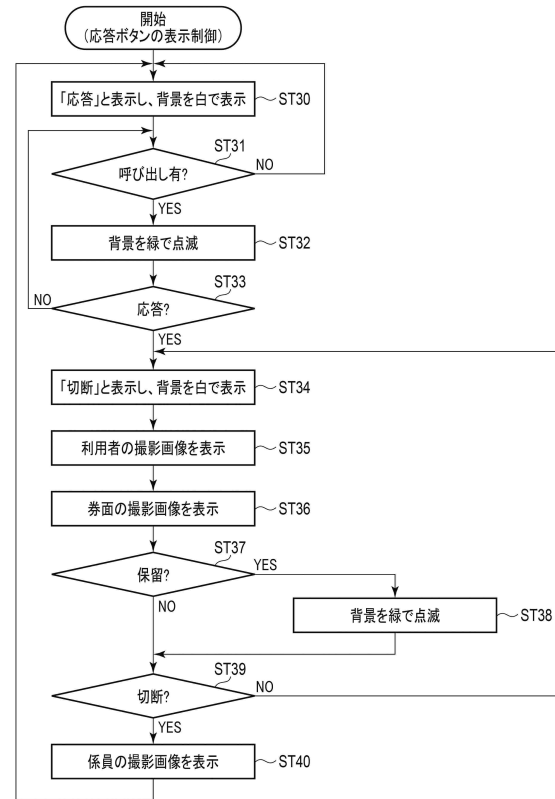 開始
(応答ボタンの表示制御)
「応答」と表示し、背景を白で表示 ST30
ST31
呼び出し有? NO
YES
背景を緑で点滅 ST32
ST33
NO 応答?
YES
「切断」と表示し、背景を白で表示 ST34
利用者の撮影画像を表示 ST35
券面の撮影画像を表示 ST36
ST37
保留? YES
NO
背景を緑で点滅 ST38
ST39
切断? NO
YES
係員の撮影画像を表示 ST40